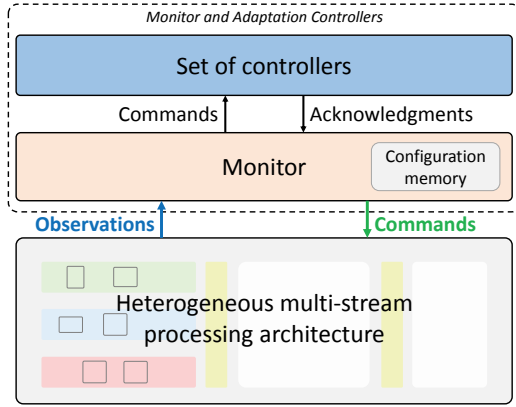 Monitor and Adaptation Controllers
Set of controllers
Commands
Acknowledgments
Monitor
Configuration
memory
Observations
Commands
Heterogeneous multi-stream
processing architecture